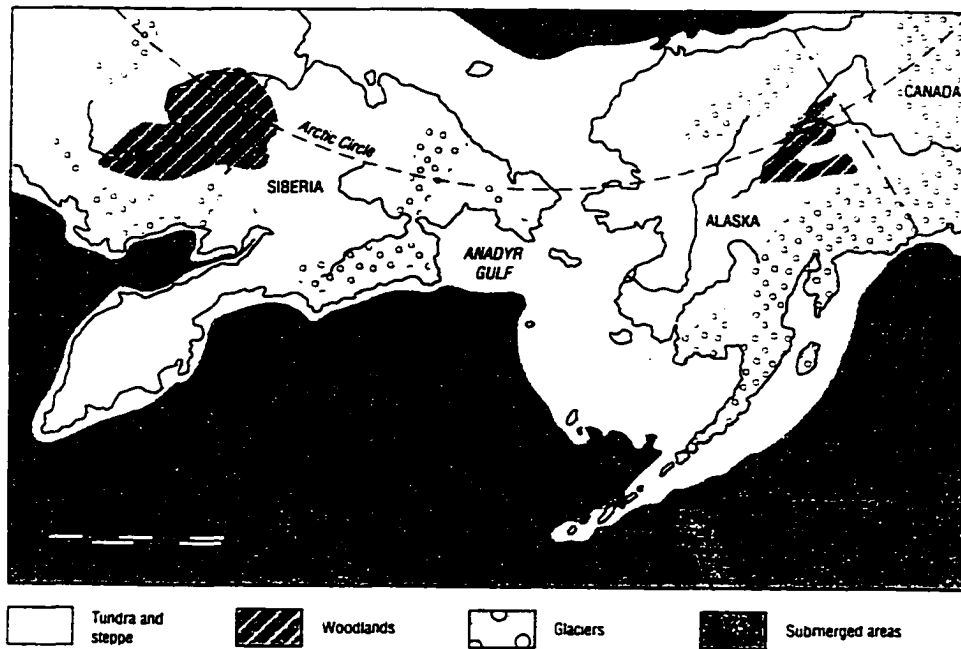 CANADA
Arctic Circle
SIBERIA
ALASKA
ANADYR
GULF
Tundra and
steppe
Woodlands
Glaciers
Submerged areas